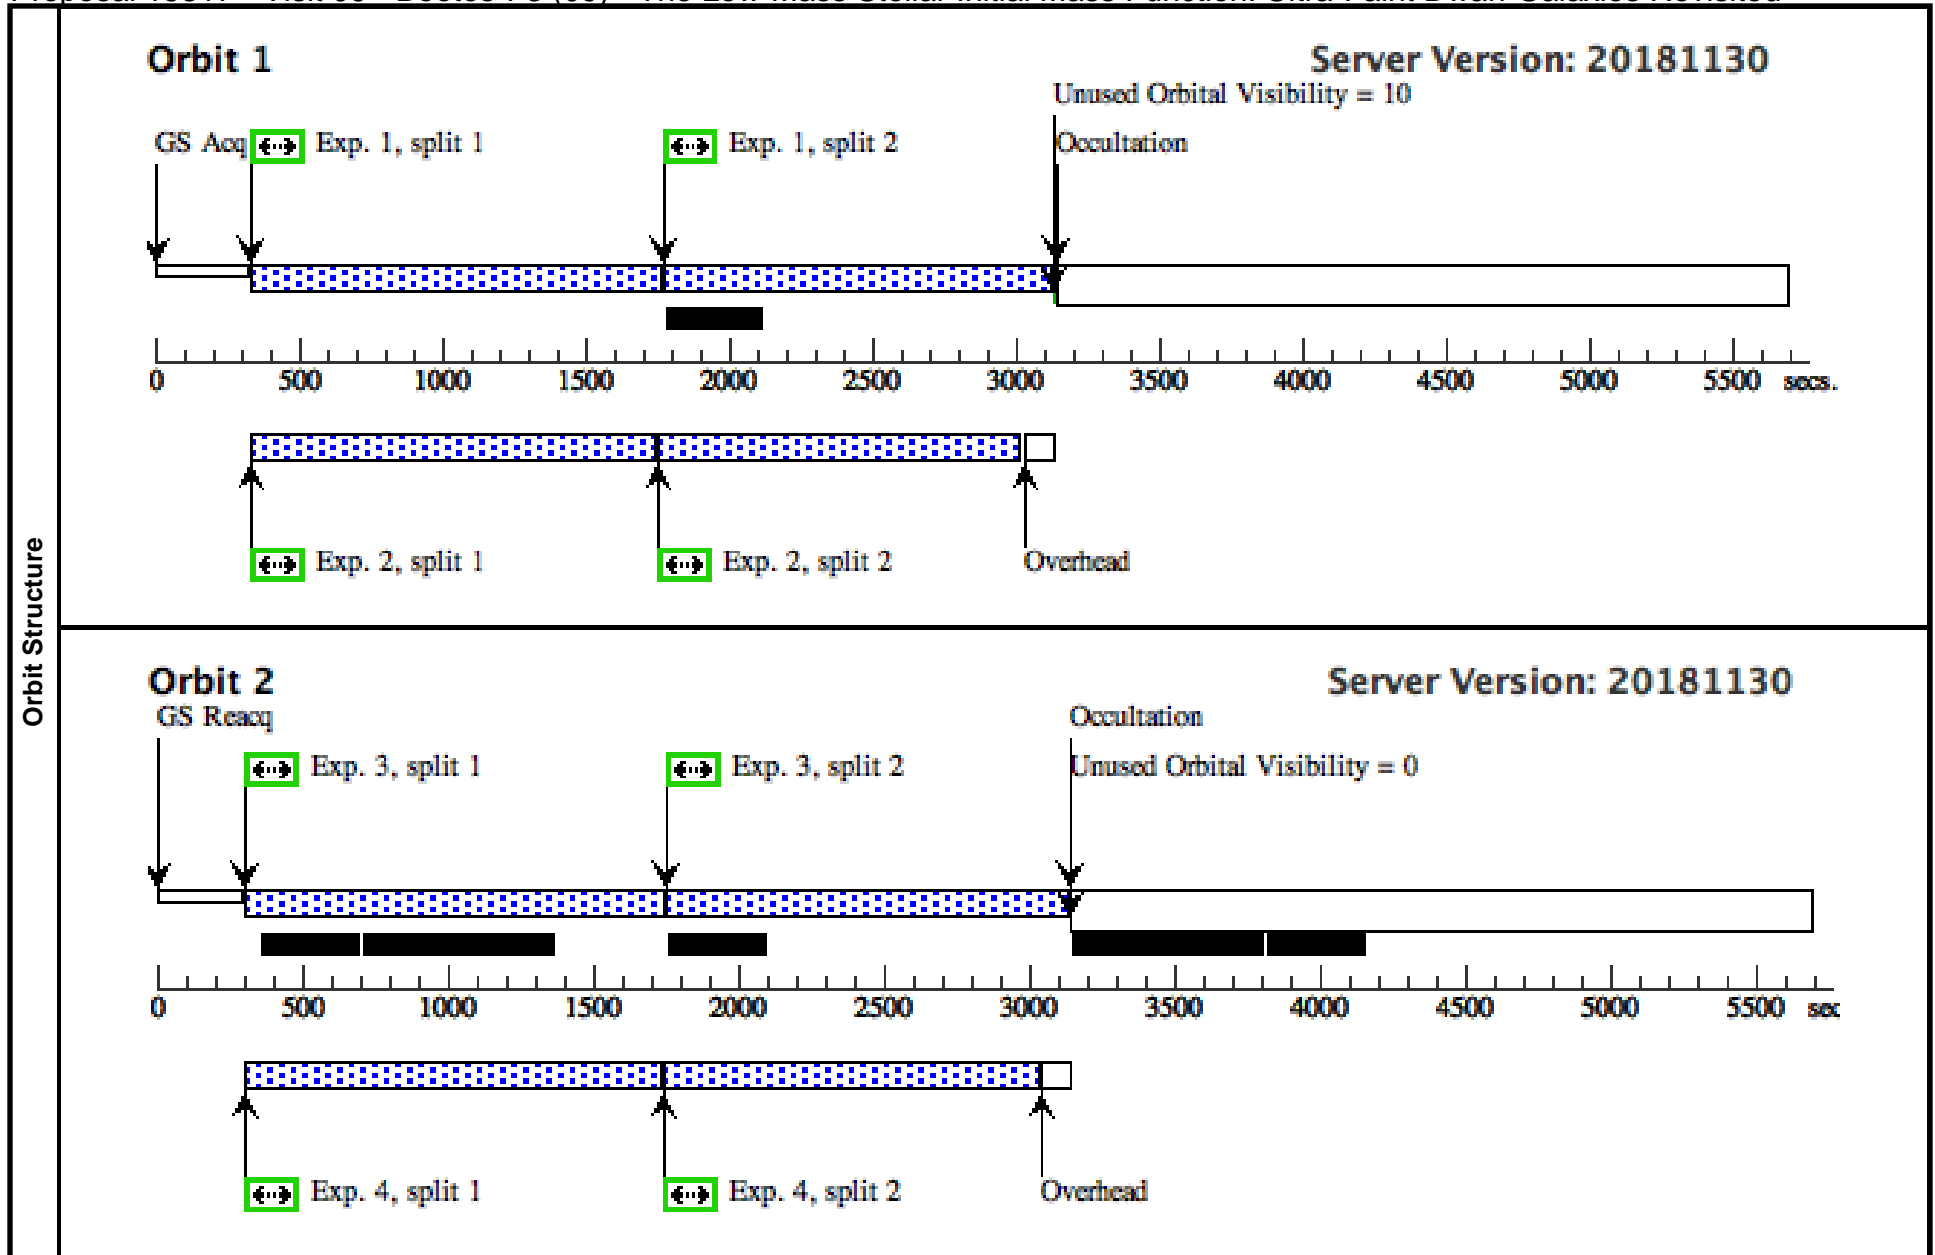 Orbit Structure
Orbit 1
Server Version: 20181130
Unused Orbital Visibility = 10
GS Acq
Exp. 1, split 1
Exp. 1, split 2
Occultation
0 500 1000 1500 2000 2500 3000 3500 4000 4500 5000 5500 secs.
Exp. 2, split 1
Exp. 2, split 2
Overhead
Orbit 2
Server Version: 20181130
GS Reacq
Occultation
Exp. 3, split 1
Exp. 3, split 2
Unused Orbital Visibility = 0
0 500 1000 1500 2000 2500 3000 3500 4000 4500 5000 5500 sec
Exp. 4, split 1
Exp. 4, split 2
Overhead